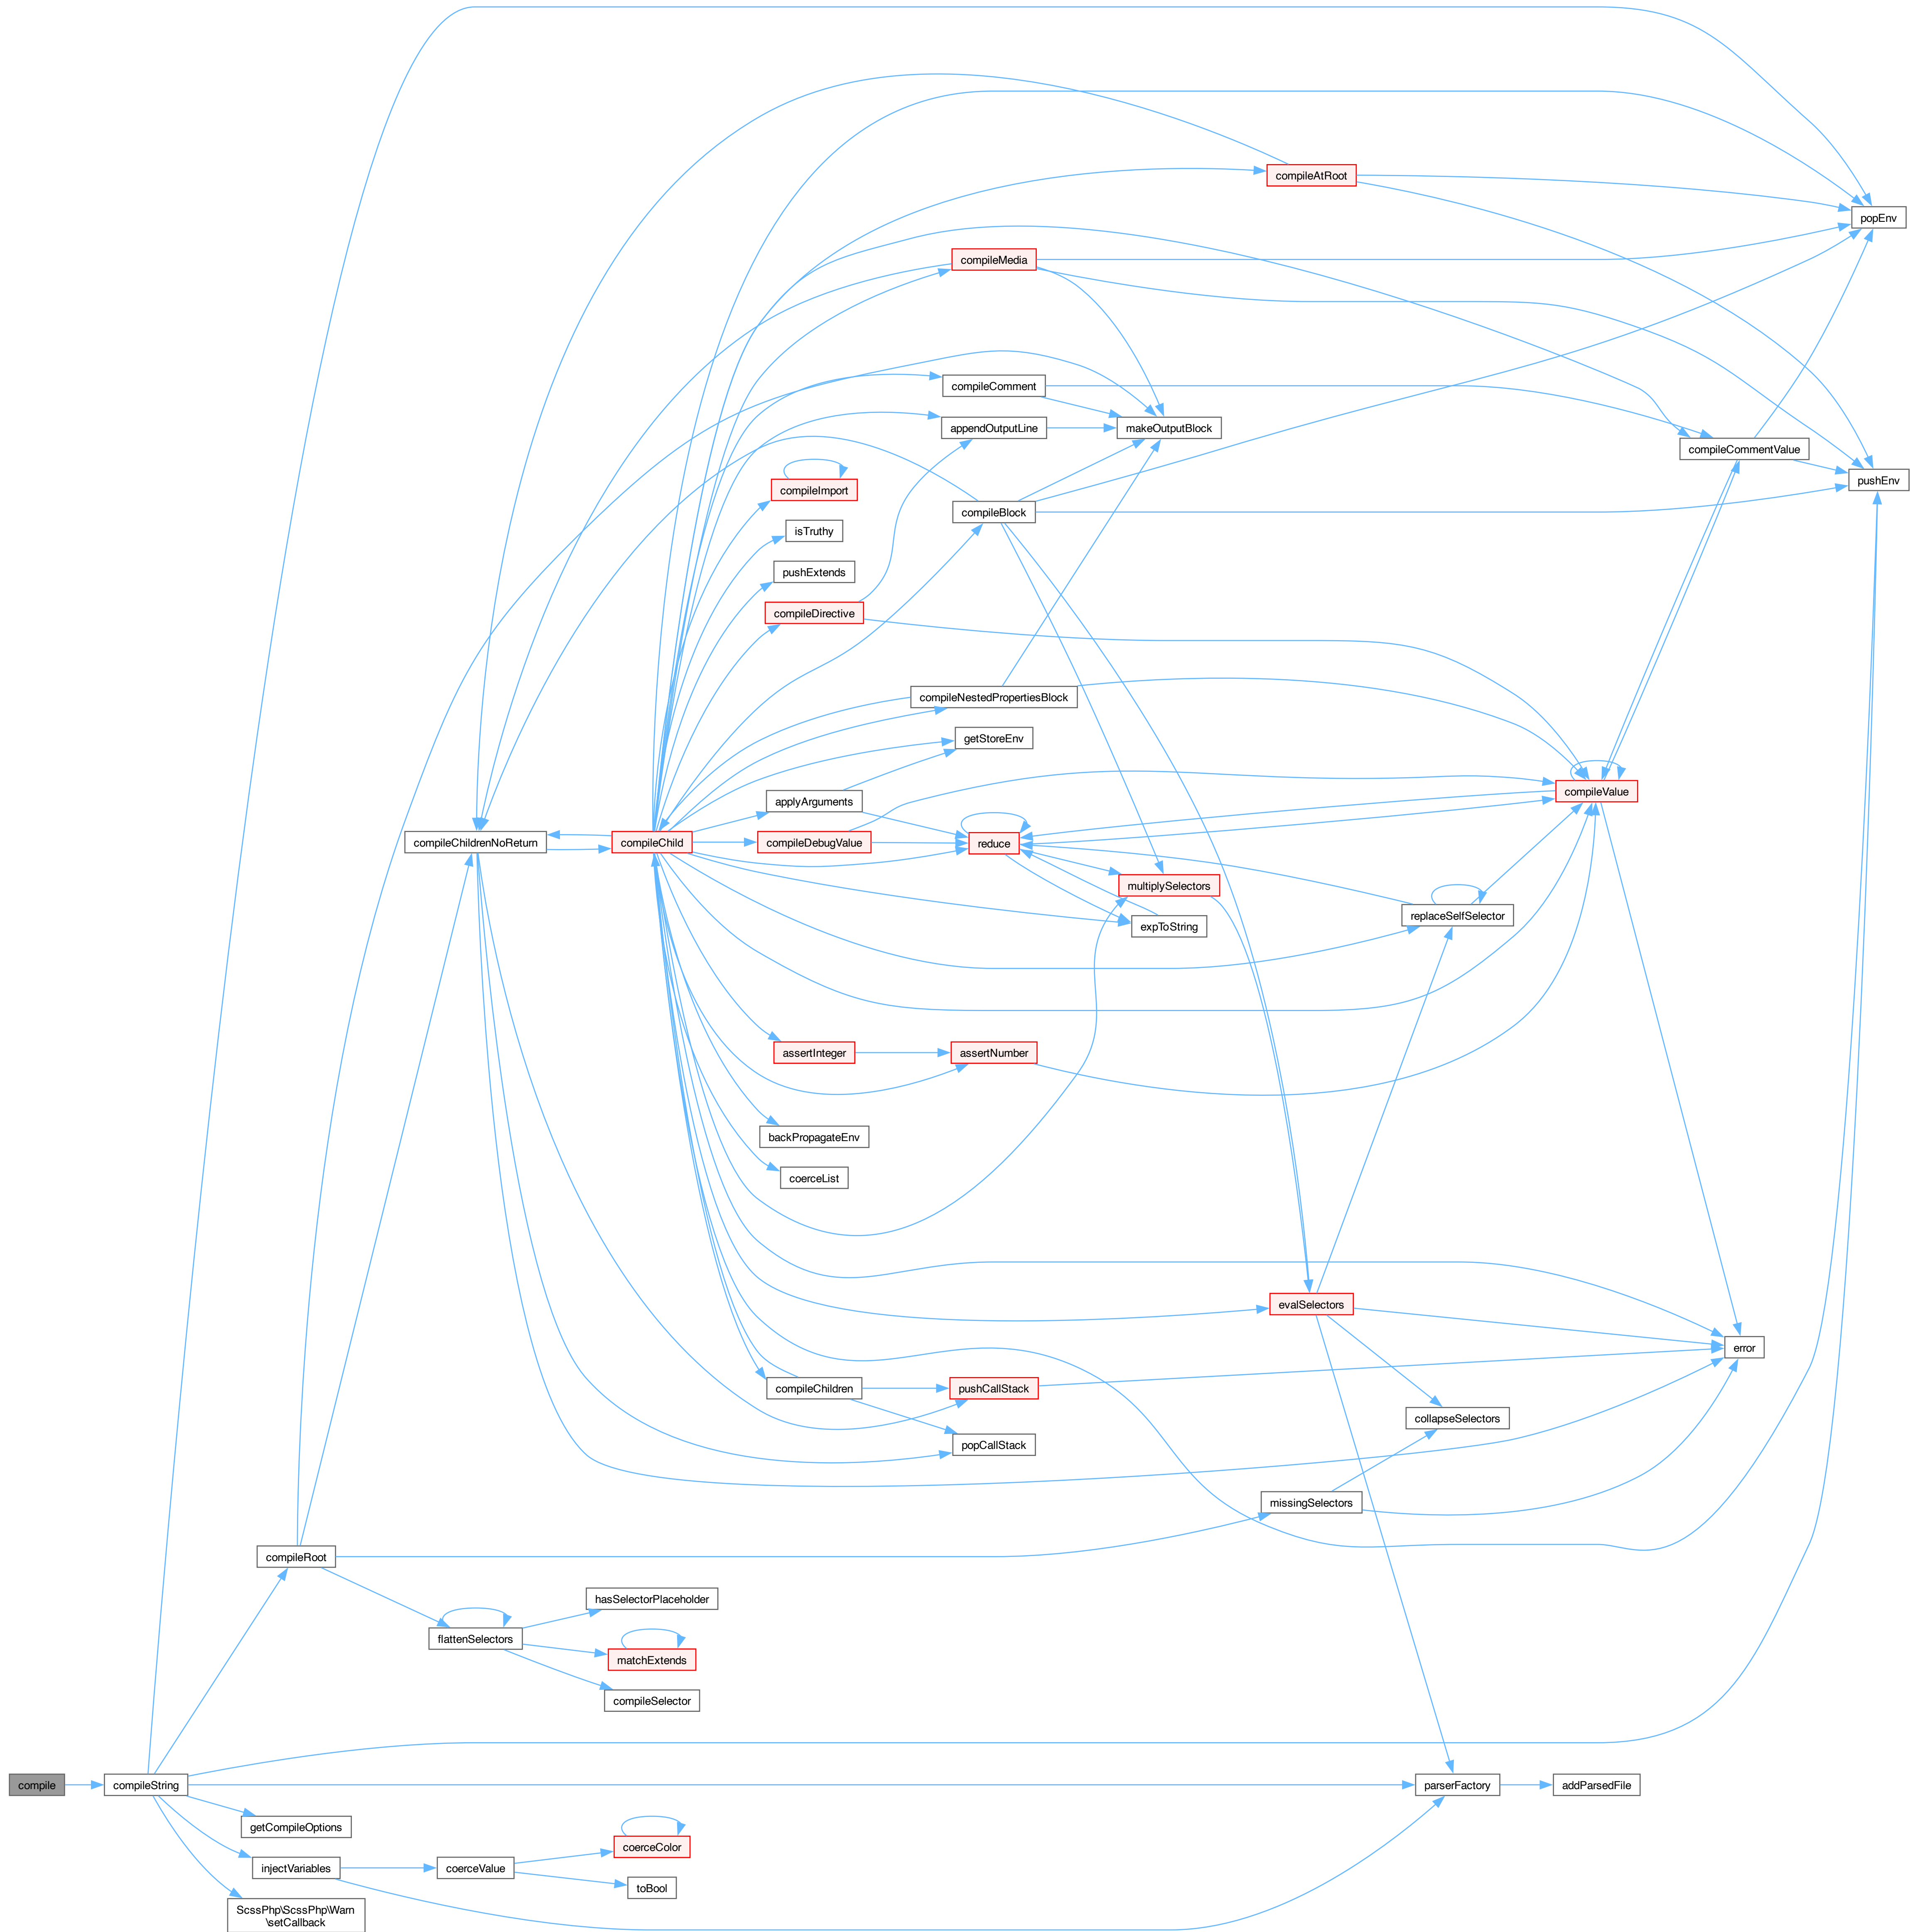 compileAtRoot
popEnv
compileMedia
compileComment
appendOutputLine
makeOutputBlock
compileCommentValue
pushEnv
compileImport
compileBlock
isTruthy
pushExtends
compileDirective
compileNestedPropertiesBlock
getStoreEnv
compileValue
applyArguments
compileChildrenNoReturn
compileChild
compileDebugValue
reduce
multiplySelectors
replaceSelfSelector
expToString
assertInteger
assertNumber
backPropagateEnv
coerceList
evalSelectors
error
compileChildren
pushCallStack
collapseSelectors
popCallStack
missingSelectors
compileRoot
hasSelectorPlaceholder
flattenSelectors
matchExtends
compileSelector
compile
compileString
parserFactory
addParsedFile
getCompileOptions
coerceColor
injectVariables
coerceValue
toBool
ScssPhp\ScssPhp\Warn
\setCallback